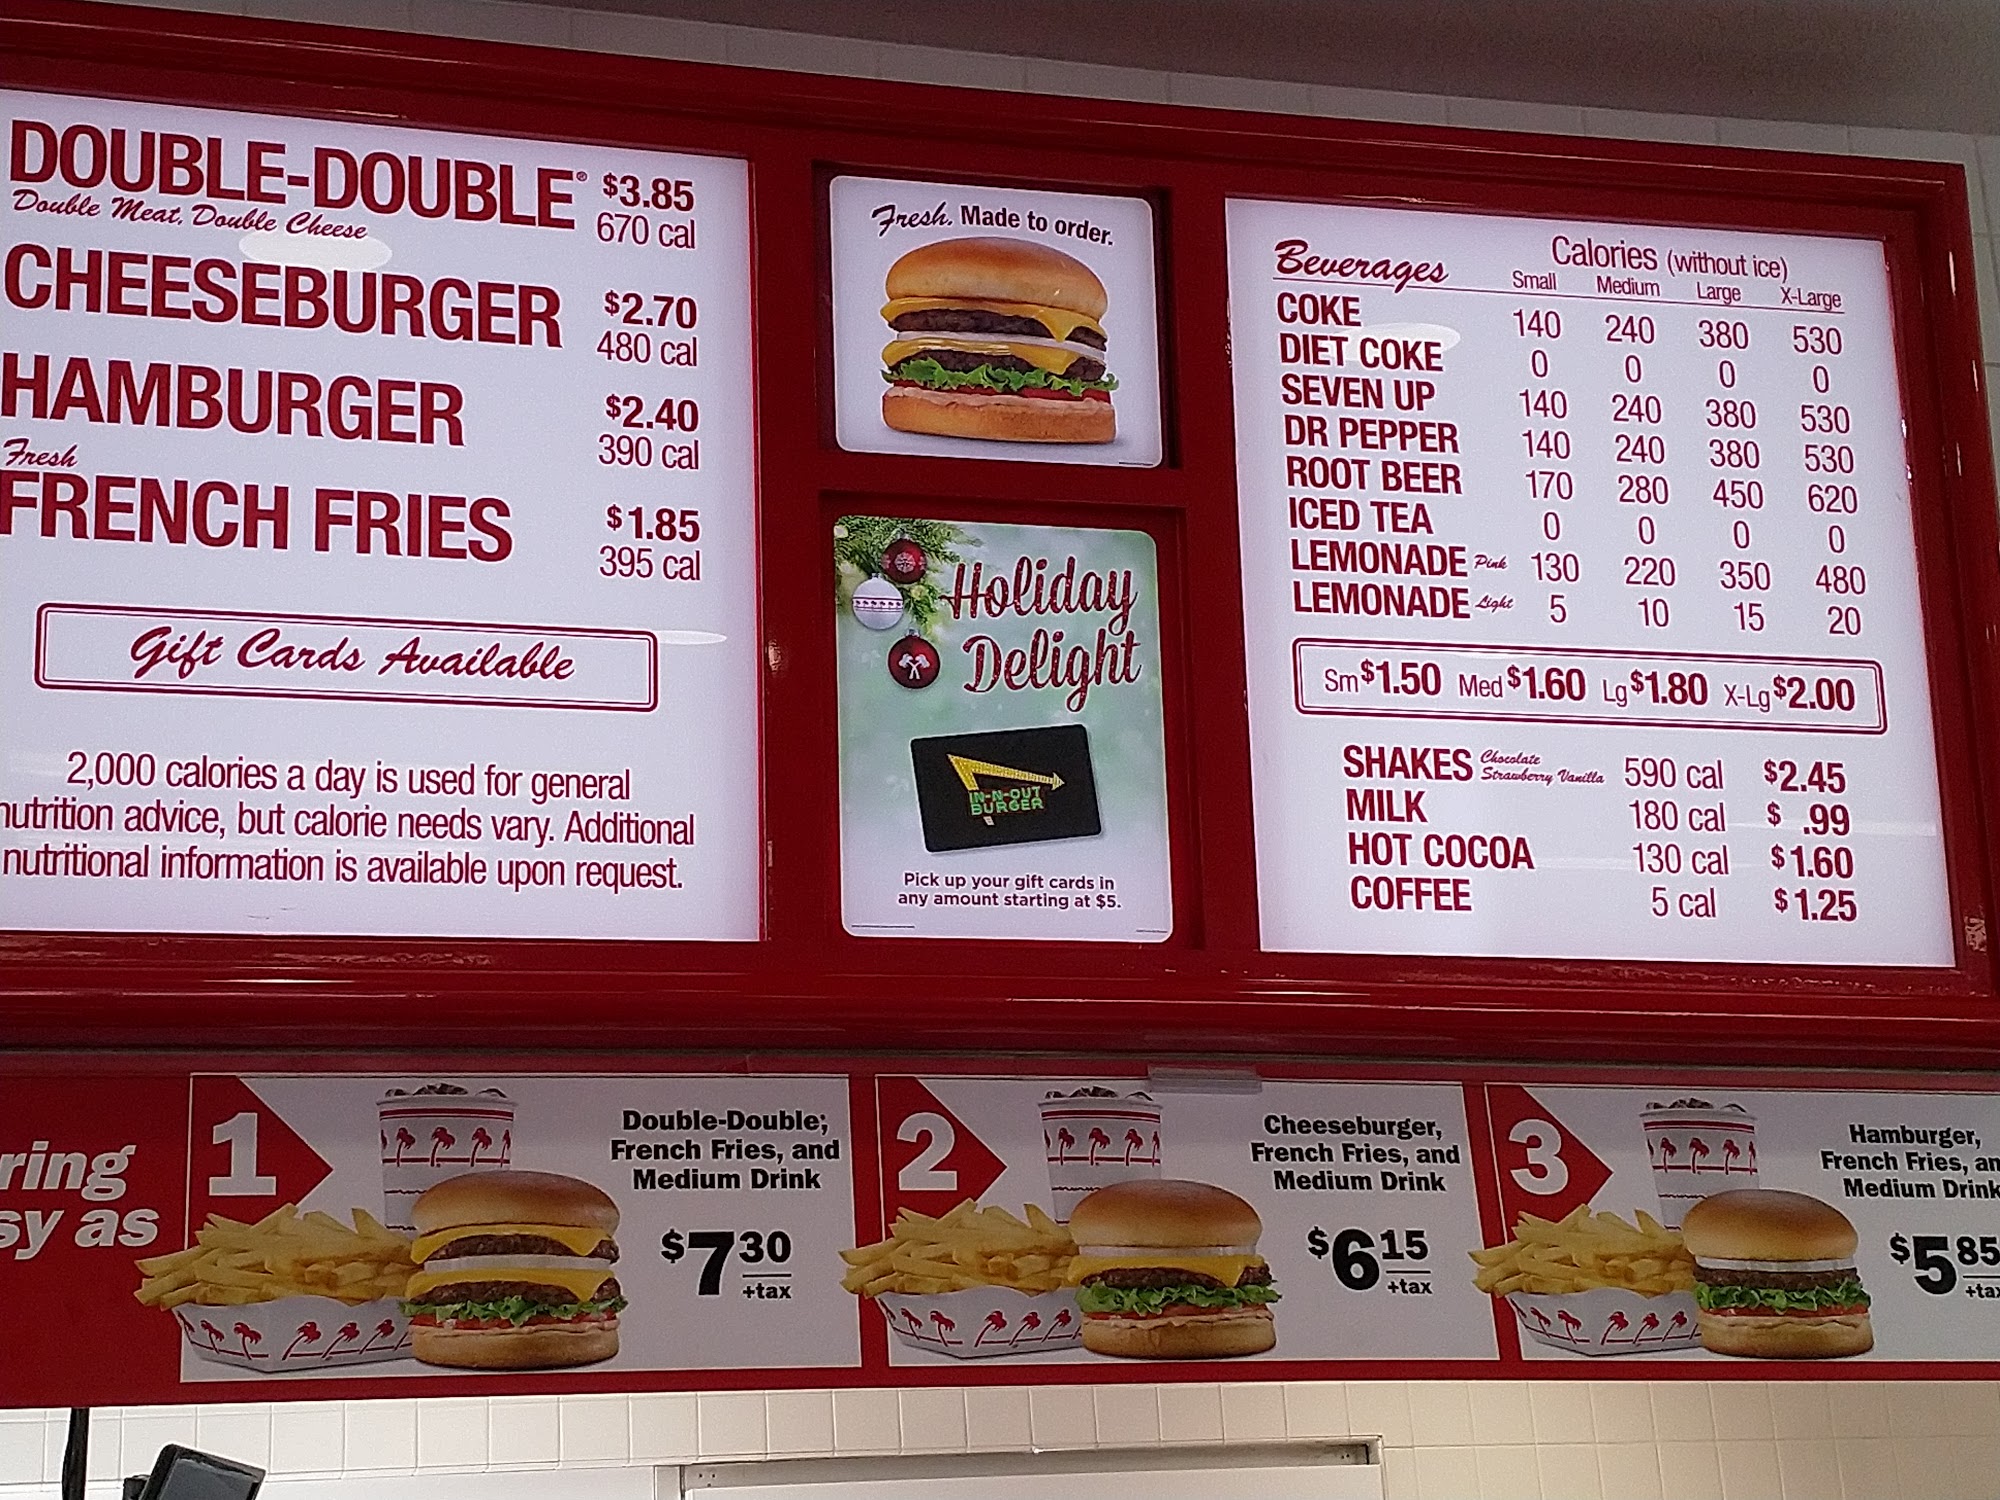 DOUBLE-DOUBLE® $3.85
Double Meat, Double Cheese 670 cal
CHEESEBURGER $2.70
480 cal
HAMBURGER $2.40
390 cal
Fresh
FRENCH FRIES $1.85
395 cal
Gift Cards Available
2,000 calories a day is used for general
nutrition advice, but calorie needs vary. Additional
nutritional information is available upon request.
Fresh. Made to order.
Holiday
Delight
IN-N-OUT
BURGER
Pick up your gift cards in
any amount starting at $5.
Beverages Calories (without ice)
Small Medium Large X-Large
COKE 140 240 380 530
DIET COKE 0 0 0 0
SEVEN UP 140 240 380 530
DR PEPPER 140 240 380 530
ROOT BEER 170 280 450 620
ICED TEA 0 0 0 0
LEMONADE Pink 130 220 350 480
LEMONADE Light 5 10 15 20
Sm $1.50 Med $1.60 Lg $1.80 X-Lg $2.00
SHAKES Chocolate Strawberry Vanilla 590 cal $2.45
MILK 180 cal $ .99
HOT COCOA 130 cal $1.60
COFFEE 5 cal $1.25
ring
sy as
1
Double-Double,
French Fries, and
Medium Drink
$7 30
+tax
2
Cheeseburger,
French Fries, and
Medium Drink
$6 15
+tax
3
Hamburger,
French Fries, an
Medium Drink
$5 85
+ta